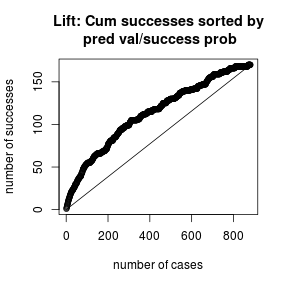 Lift: Cum successes sorted by
pred val/success prob
number of successes
150
100
50
0
0
200
400
600
800
number of cases